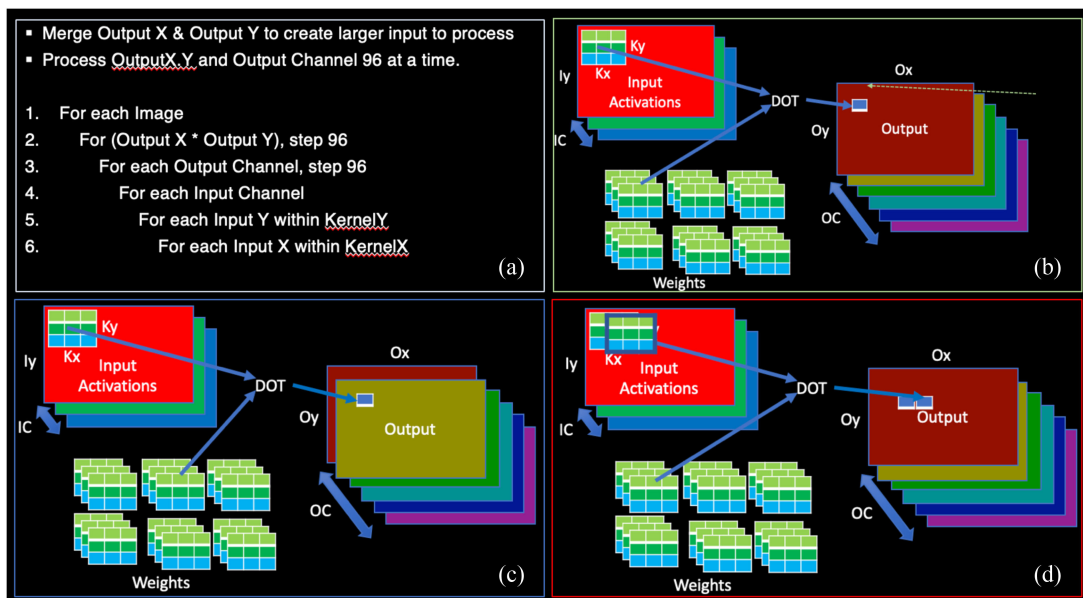 ▪ Merge Output X & Output Y to create larger input to process
▪ Process OutputX.Y and Output Channel 96 at a time.
1. For each Image
2. For (Output X * Output Y), step 96
3. For each Output Channel, step 96
4. For each Input Channel
5. For each Input Y within KernelY
6. For each Input X within KernelX
(a)
Ky
Iy
Kx
Input
Activations
IC
DOT
Ox
Oy
Output
OC
Weights
(b)
Ky
Iy
Kx
Input
Activations
IC
DOT
Ox
Oy
Output
OC
Weights
(c)
Iy
Kx
Input
Activations
IC
DOT
Ox
Oy
Output
OC
Weights
(d)